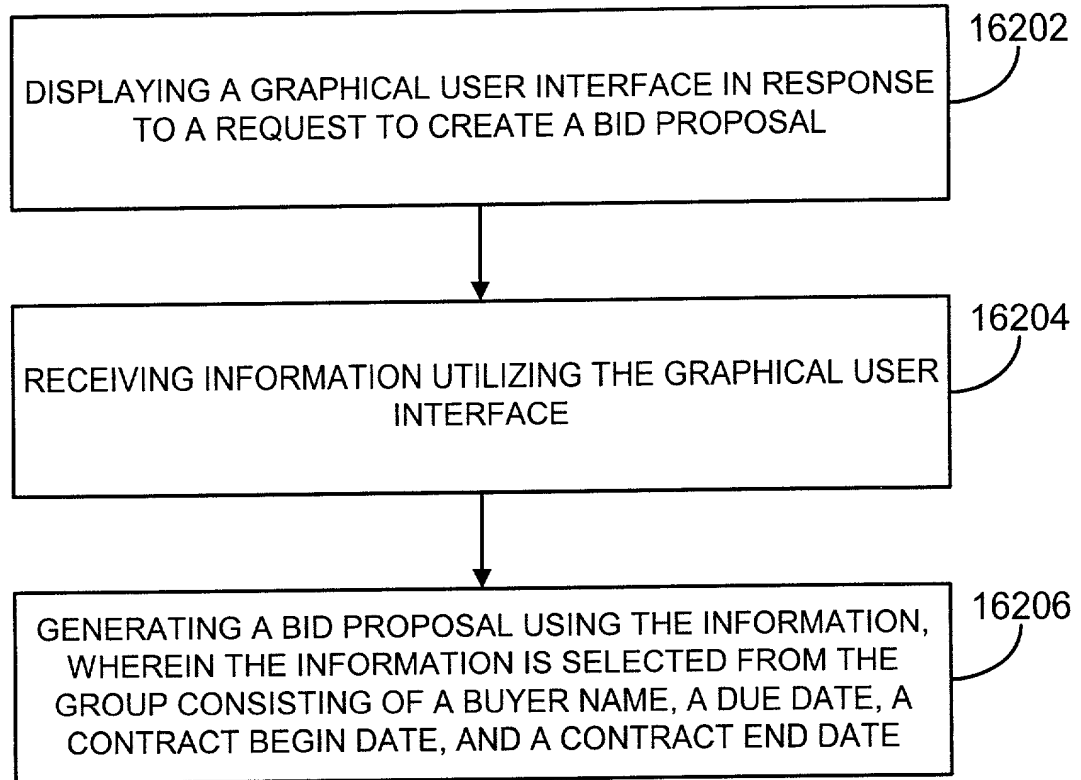 16202
DISPLAYING A GRAPHICAL USER INTERFACE IN RESPONSE
TO A REQUEST TO CREATE A BID PROPOSAL
16204
RECEIVING INFORMATION UTILIZING THE GRAPHICAL USER
INTERFACE
16206
GENERATING A BID PROPOSAL USING THE INFORMATION,
WHEREIN THE INFORMATION IS SELECTED FROM THE
GROUP CONSISTING OF A BUYER NAME, A DUE DATE, A
CONTRACT BEGIN DATE, AND A CONTRACT END DATE